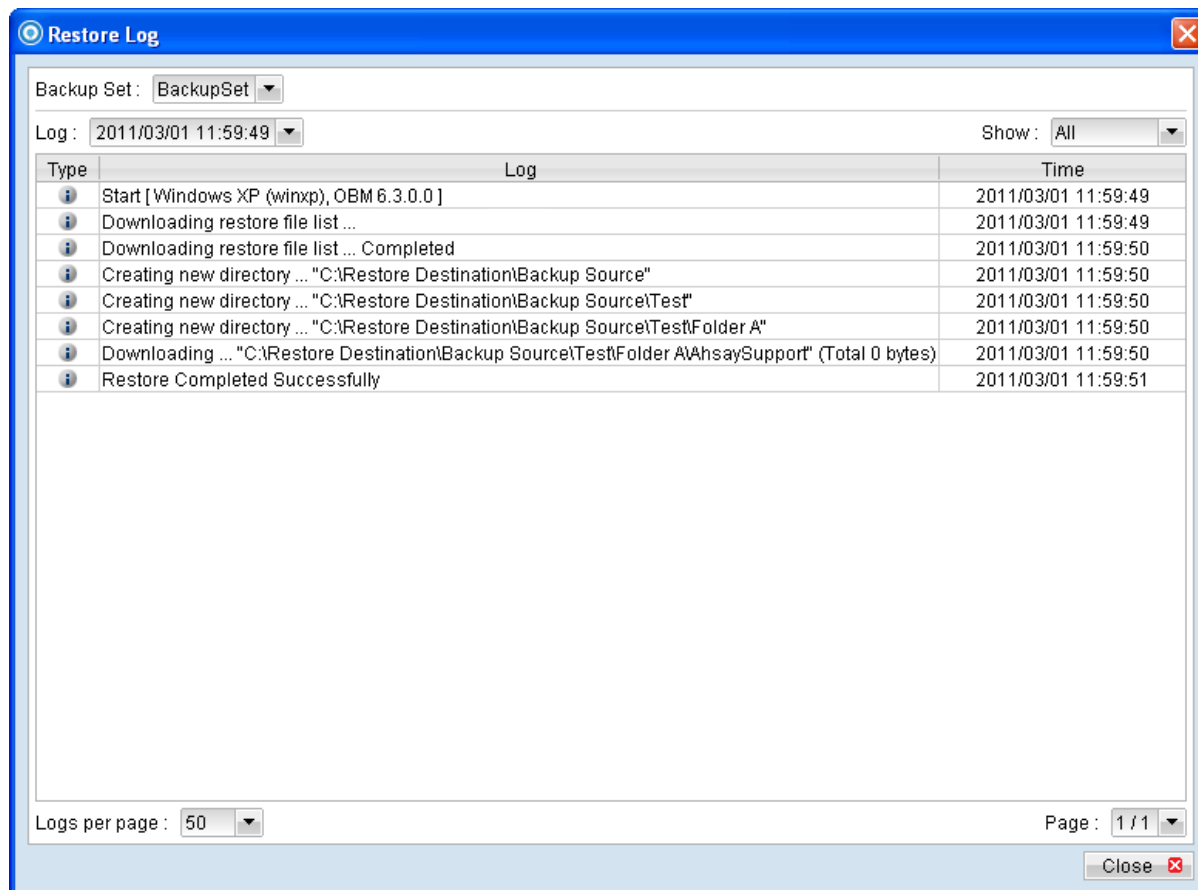 Restore Log
Backup Set : BackupSet
Log : 2011/03/01 11:59:49 Show : All
Type Log Time
Start [ Windows XP (winxp), OBM 6.3.0.0 ] 2011/03/01 11:59:49
Downloading restore file list ... 2011/03/01 11:59:49
Downloading restore file list ... Completed 2011/03/01 11:59:50
Creating new directory ... "C:\Restore Destination\Backup Source" 2011/03/01 11:59:50
Creating new directory ... "C:\Restore Destination\Backup Source\Test" 2011/03/01 11:59:50
Creating new directory ... "C:\Restore Destination\Backup Source\Test\Folder A" 2011/03/01 11:59:50
Downloading ... "C:\Restore Destination\Backup Source\Test\Folder A\AhsaySupport" (Total 0 bytes) 2011/03/01 11:59:50
Restore Completed Successfully 2011/03/01 11:59:51
Logs per page : 50 Page : 1 / 1
Close